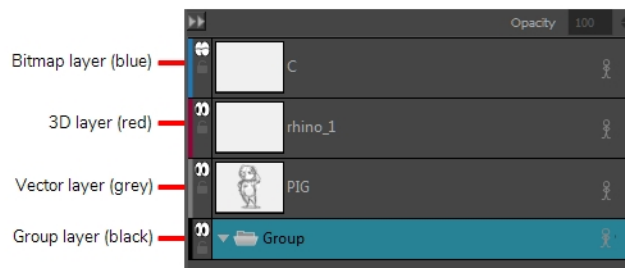 Opacity 100
Bitmap layer (blue)
C
3D layer (red)
rhino_1
Vector layer (grey)
PIG
Group layer (black)
Group